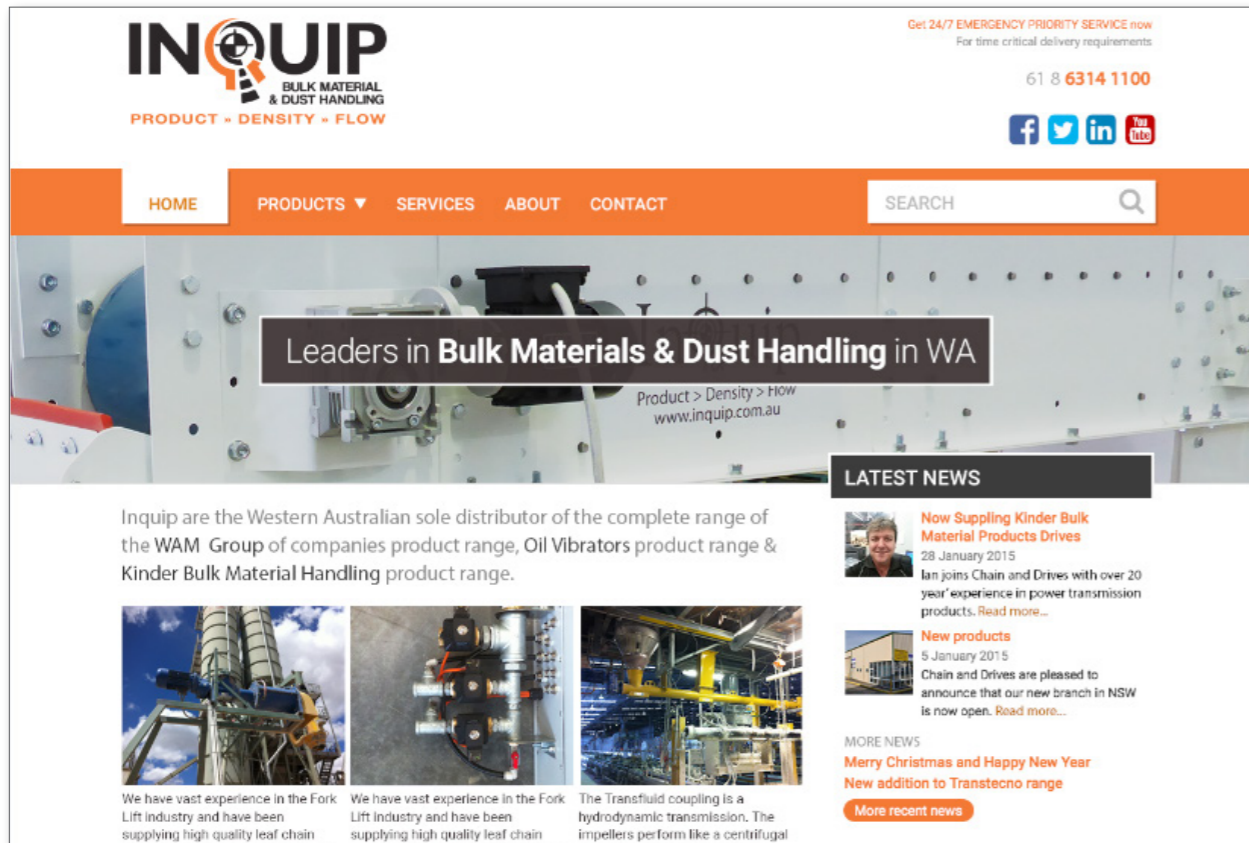 INQUIP
BULK MATERIAL
& DUST HANDLING
PRODUCT » DENSITY » FLOW
Get 24/7 EMERGENCY PRIORITY SERVICE now
For time critical delivery requirements
61 8 6314 1100
You
Tube
HOME PRODUCTS ▼ SERVICES ABOUT CONTACT SEARCH
InQuip
Leaders in Bulk Materials & Dust Handling in WA
Product > Density > Flow
www.inquip.com.au
Inquip are the Western Australian sole distributor of the complete range of
the WAM Group of companies product range, Oil Vibrators product range &
Kinder Bulk Material Handling product range.
We have vast experience in the Fork
Lift industry and have been
supplying high quality leaf chain
We have vast experience in the Fork
Lift industry and have been
supplying high quality leaf chain
The Transfluid coupling is a
hydrodynamic transmission. The
impellers perform like a centrifugal
LATEST NEWS
Now Suppling Kinder Bulk
Material Products Drives
28 January 2015
Ian joins Chain and Drives with over 20
year' experience in power transmission
products. Read more...
New products
5 January 2015
Chain and Drives are pleased to
announce that our new branch in NSW
is now open. Read more...
MORE NEWS
Merry Christmas and Happy New Year
New addition to Transtecno range
More recent news